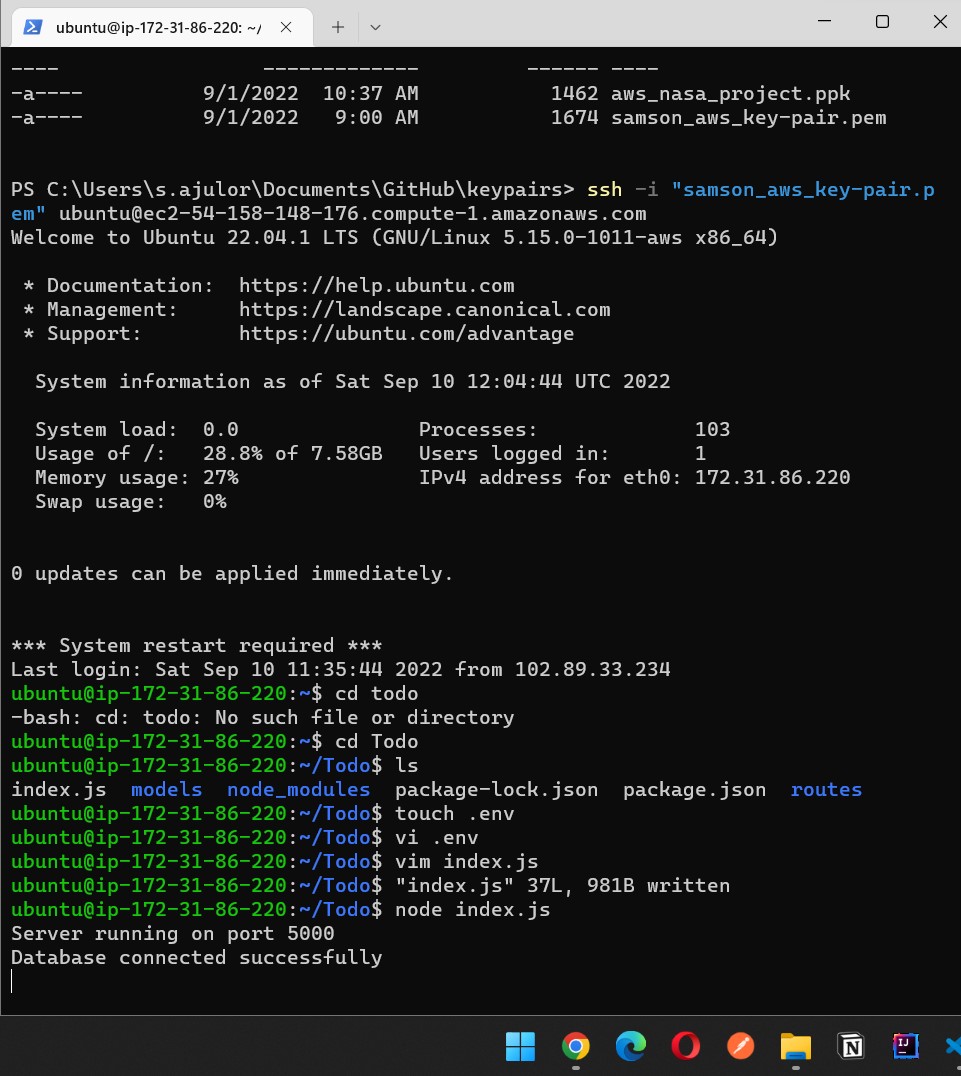 ubuntu@ip-172-31-86-220: ~/
---- ------------- ------ ----
-a---- 9/1/2022 10:37 AM 1462 aws_nasa_project.ppk
-a---- 9/1/2022 9:00 AM 1674 samson_aws_key-pair.pem
PS C:\Users\s.ajulor\Documents\GitHub\keypairs> ssh -i "samson_aws_key-pair.p
em" ubuntu@ec2-54-158-148-176.compute-1.amazonaws.com
Welcome to Ubuntu 22.04.1 LTS (GNU/Linux 5.15.0-1011-aws x86_64)
* Documentation: https://help.ubuntu.com
* Management: https://landscape.canonical.com
* Support: https://ubuntu.com/advantage
System information as of Sat Sep 10 12:04:44 UTC 2022
System load: 0.0 Processes: 103
Usage of /: 28.8% of 7.58GB Users logged in: 1
Memory usage: 27% IPv4 address for eth0: 172.31.86.220
Swap usage: 0%
0 updates can be applied immediately.
*** System restart required ***
Last login: Sat Sep 10 11:35:44 2022 from 102.89.33.234
ubuntu@ip-172-31-86-220:~$ cd todo
-bash: cd: todo: No such file or directory
ubuntu@ip-172-31-86-220:~$ cd Todo
ubuntu@ip-172-31-86-220:~/Todo$ ls
index.js models node_modules package-lock.json package.json routes
ubuntu@ip-172-31-86-220:~/Todo$ touch .env
ubuntu@ip-172-31-86-220:~/Todo$ vi .env
ubuntu@ip-172-31-86-220:~/Todo$ vim index.js
ubuntu@ip-172-31-86-220:~/Todo$ "index.js" 37L, 981B written
ubuntu@ip-172-31-86-220:~/Todo$ node index.js
Server running on port 5000
Database connected successfully
N
IJ